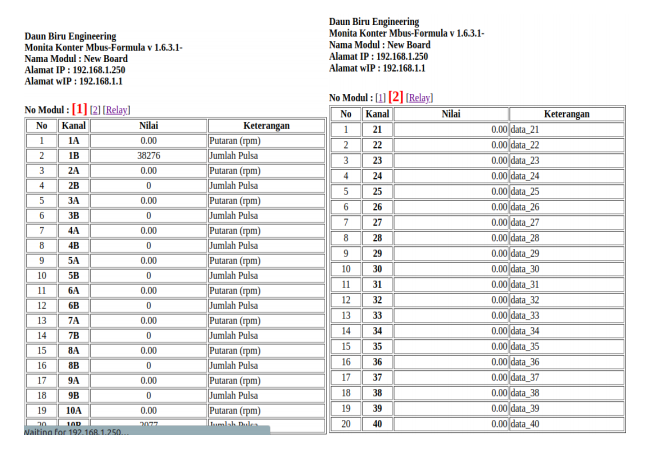 Daun Biru Engineering
Monita Konter Mbus-Formula v 1.6.3.1-
Nama Modul : New Board
Alamat IP : 192.168.1.250
Alamat wIP : 192.168.1.1
No Modul : [1] [2] [Relay]
No Kanal Nilai Keterangan
1 1A 0.00 Putaran (rpm)
2 1B 38276 Jumlah Pulsa
3 2A 0.00 Putaran (rpm)
4 2B 0 Jumlah Pulsa
5 3A 0.00 Putaran (rpm)
6 3B 0 Jumlah Pulsa
7 4A 0.00 Putaran (rpm)
8 4B 0 Jumlah Pulsa
9 5A 0.00 Putaran (rpm)
10 5B 0 Jumlah Pulsa
11 6A 0.00 Putaran (rpm)
12 6B 0 Jumlah Pulsa
13 7A 0.00 Putaran (rpm)
14 7B 0 Jumlah Pulsa
15 8A 0.00 Putaran (rpm)
16 8B 0 Jumlah Pulsa
17 9A 0.00 Putaran (rpm)
18 9B 0 Jumlah Pulsa
19 10A 0.00 Putaran (rpm)
20 10B 2077 Jumlah Pulsa
Waiting for 192.168.1.250...
Daun Biru Engineering
Monita Konter Mbus-Formula v 1.6.3.1-
Nama Modul : New Board
Alamat IP : 192.168.1.250
Alamat wIP : 192.168.1.1
No Modul : [1] [2] [Relay]
No Kanal Nilai Keterangan
1 21 0.00 data_21
2 22 0.00 data_22
3 23 0.00 data_23
4 24 0.00 data_24
5 25 0.00 data_25
6 26 0.00 data_26
7 27 0.00 data_27
8 28 0.00 data_28
9 29 0.00 data_29
10 30 0.00 data_30
11 31 0.00 data_31
12 32 0.00 data_32
13 33 0.00 data_33
14 34 0.00 data_34
15 35 0.00 data_35
16 36 0.00 data_36
17 37 0.00 data_37
18 38 0.00 data_38
19 39 0.00 data_39
20 40 0.00 data_40